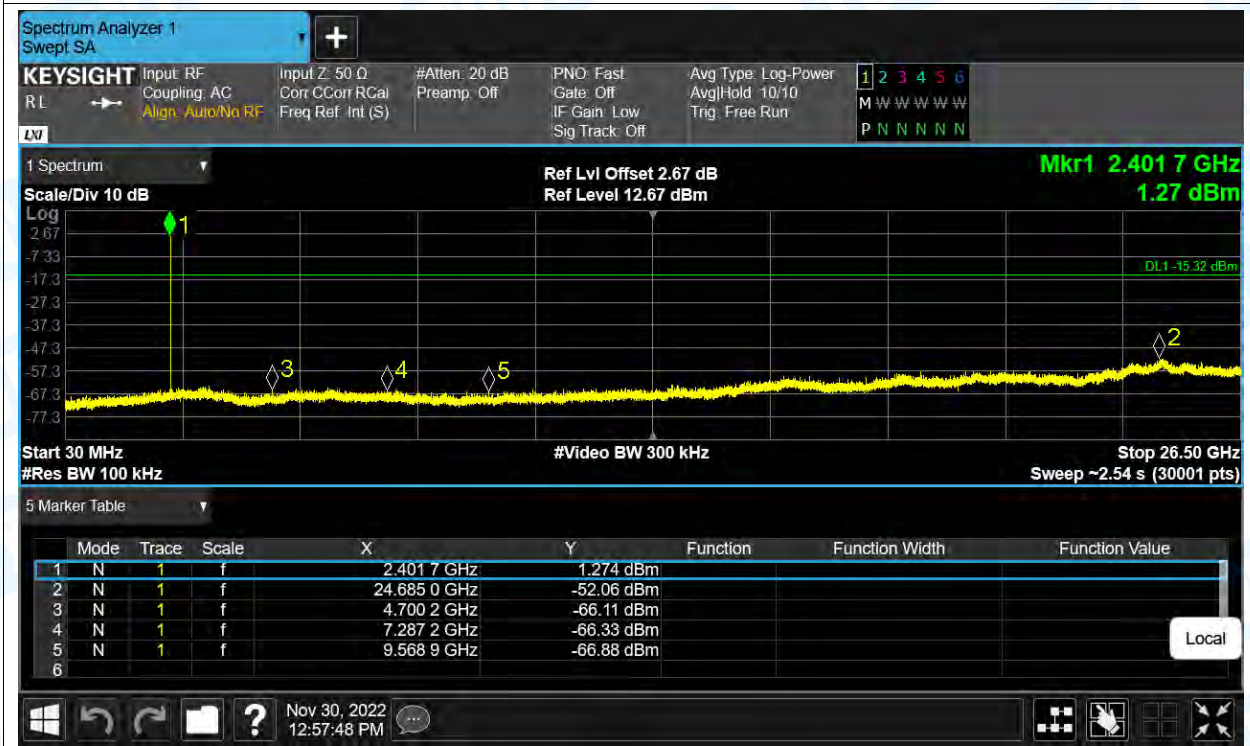 Spectrum Analyzer 1
Swept SA
+
KEYSIGHT
RL
LXI
Input: RF
Coupling: AC
Align: Auto/No RF
Input Z: 50 Ω
Corr CCorr RCal
Freq Ref: Int (S)
#Atten: 20 dB
Preamp: Off
PNO: Fast
Gate: Off
IF Gain: Low
Sig Track: Off
Avg Type: Log-Power
Avg|Hold: 10/10
Trig: Free Run
1 2 3 4 5 6
M W W W W W
P N N N N N
1 Spectrum
Scale/Div 10 dB
Ref Lvl Offset 2.67 dB
Ref Level 12.67 dBm
Mkr1 2.401 7 GHz
1.27 dBm
Log
2.67
-7.33
-17.3
-27.3
-37.3
-47.3
-57.3
-67.3
-77.3
1
DL1 -15.32 dBm
2
3
4
5
Start 30 MHz
#Video BW 300 kHz
Stop 26.50 GHz
#Res BW 100 kHz
Sweep ~2.54 s (30001 pts)
5 Marker Table
Mode Trace Scale X Y Function Function Width Function Value
1 N 1 f 2.401 7 GHz 1.274 dBm
2 N 1 f 24.685 0 GHz -52.06 dBm
3 N 1 f 4.700 2 GHz -66.11 dBm
4 N 1 f 7.287 2 GHz -66.33 dBm
5 N 1 f 9.568 9 GHz -66.88 dBm
6
Local
?
Nov 30, 2022
12:57:48 PM